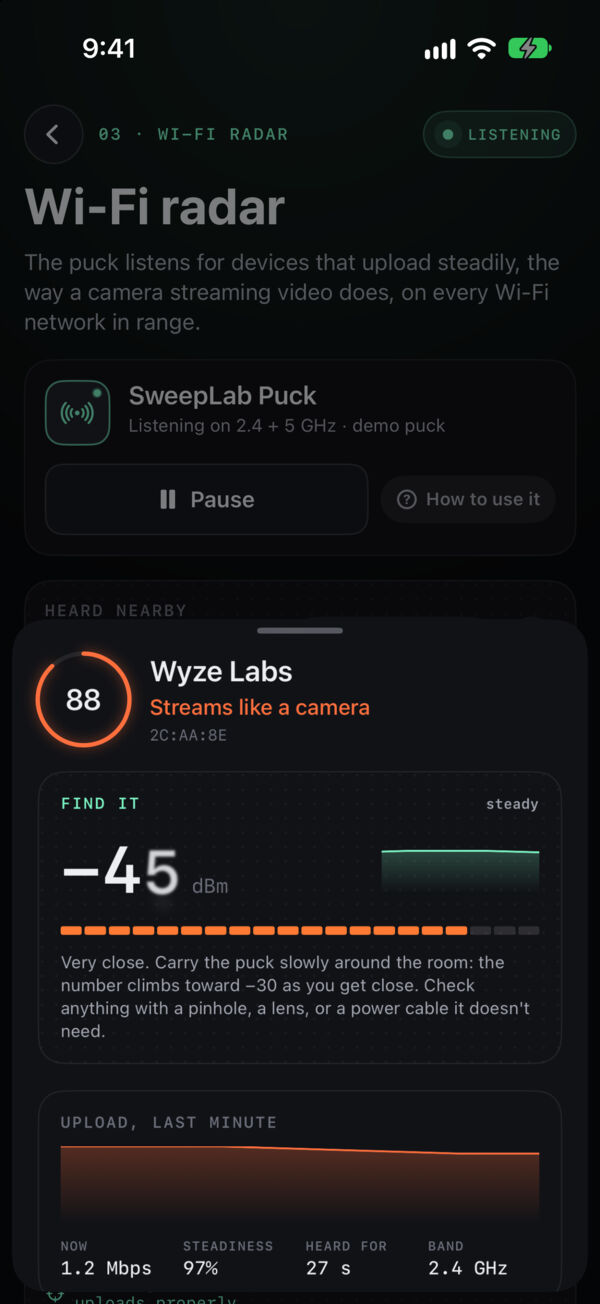 9:41
03 · WI-FI RADAR
LISTENING
Wi-Fi radar
The puck listens for devices that upload steadily, the
way a camera streaming video does, on every Wi-Fi
network in range.
SweepLab Puck
Listening on 2.4 + 5 GHz · demo puck
Pause
How to use it
HEARD NEARBY
88
Wyze Labs
Streams like a camera
2C:AA:8E
FIND IT
steady
−45 dBm
Very close. Carry the puck slowly around the room: the
number climbs toward −30 as you get close. Check
anything with a pinhole, a lens, or a power cable it doesn't
need.
UPLOAD, LAST MINUTE
NOW STEADINESS HEARD FOR BAND
1.2 Mbps 97% 27 s 2.4 GHz
uploads properly